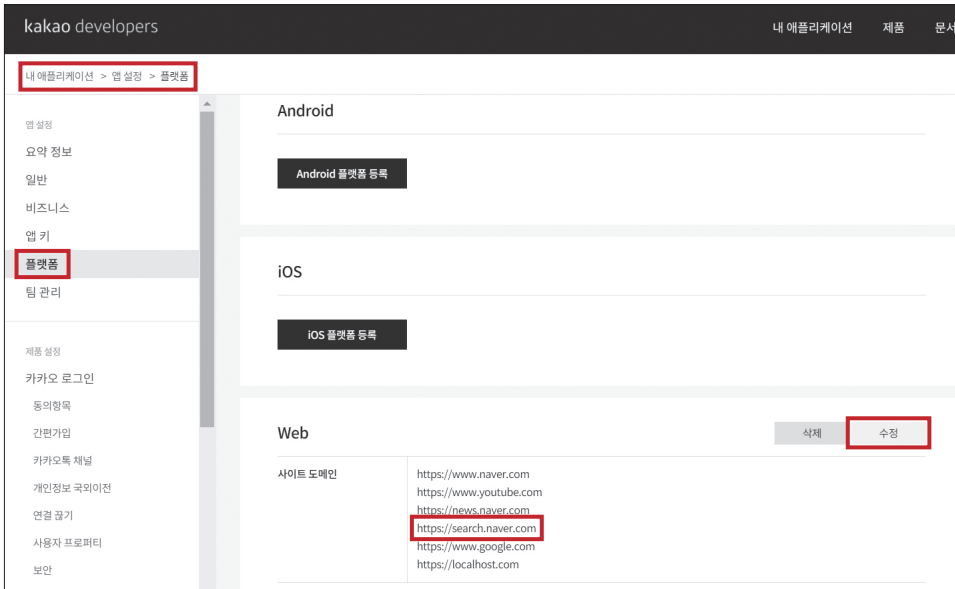 kakao developers
내 애플리케이션 제품 문서
내 애플리케이션 > 앱 설정 > 플랫폼
앱 설정
요약 정보
일반
비즈니스
앱 키
플랫폼
팀 관리
제품 설정
카카오 로그인
동의항목
간편가입
카카오톡 채널
개인정보 국외이전
연결 끊기
사용자 프로퍼티
보안
Android
Android 플랫폼 등록
iOS
iOS 플랫폼 등록
Web
삭제 수정
사이트 도메인
https://www.naver.com
https://www.youtube.com
https://news.naver.com
https://search.naver.com
https://www.google.com
https://localhost.com